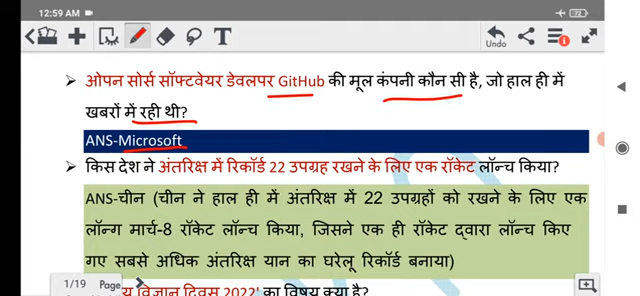 12:59 AM
72
Undo
ओपन सोर्स सॉफ्टवेयर डेवलपर GitHub की मूल कंपनी कौन सी है, जो हाल ही में
खबरों में रही थी?
ANS-Microsoft
किस देश ने अंतरिक्ष में रिकॉर्ड 22 उपग्रह रखने के लिए एक रॉकेट लॉन्च किया?
ANS-चीन (चीन ने हाल ही में अंतरिक्ष में 22 उपग्रहों को रखने के लिए एक
लॉन्ग मार्च-8 रॉकेट लॉन्च किया, जिसने एक ही रॉकेट द्वारा लॉन्च किए
गए सबसे अधिक अंतरिक्ष यान का घरेलू रिकॉर्ड बनाया)
1/19 Page
विज्ञान दिवस 2022' का विषय क्या है?